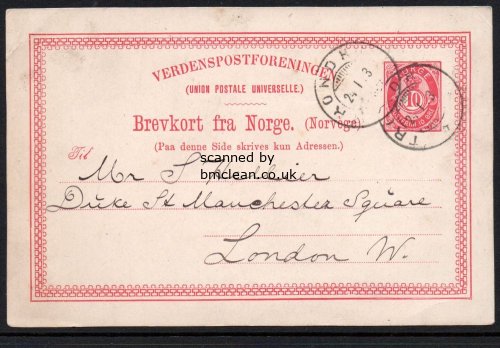 VERDENSPOSTFORENINGEN
(UNION POSTALE UNIVERSELLE.)
Brevkort fra Norge. (Norvège)
(Paa denne Side skrives kun Adressen.)
Til
scanned by
bmclean.co.uk
Mr S
Duke St Manchester Square
London W.
10